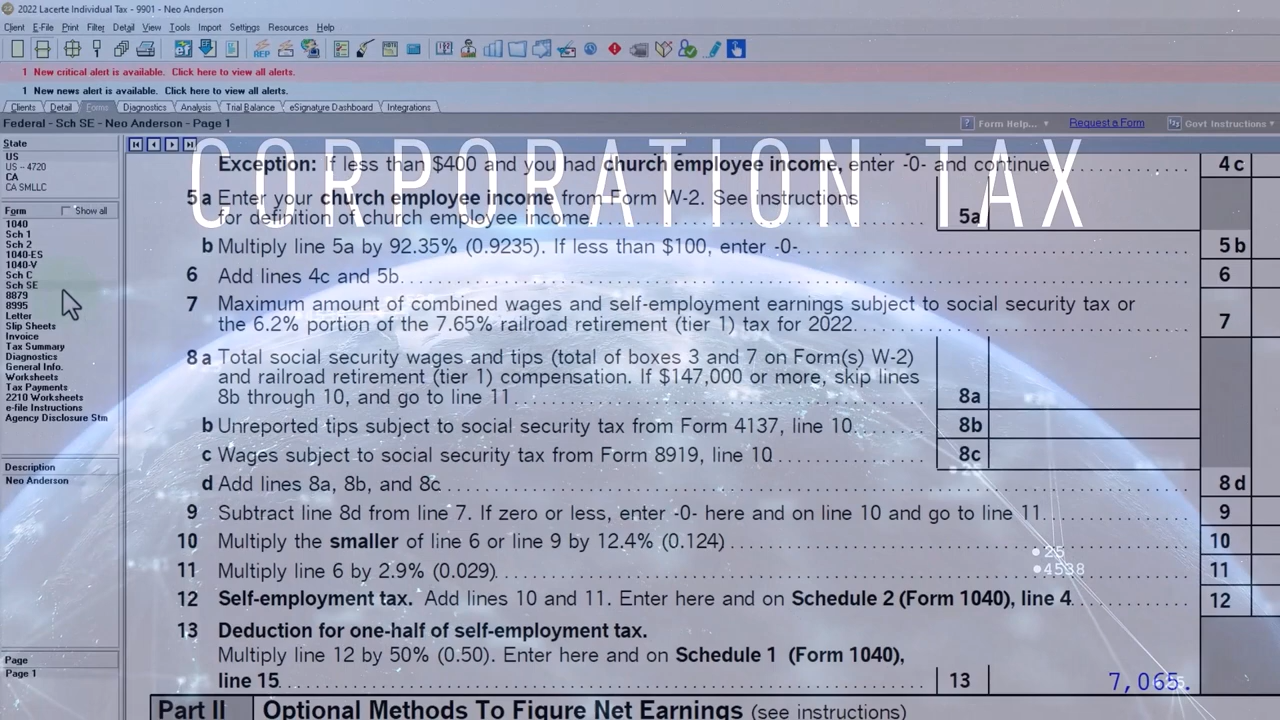 2022 Lacerte Individual Tax - 9901 - Neo Anderson
Client E-File Print Filter Detail View Tools Import Settings Resources Help
1 New critical alert is available. Click here to view all alerts.
1 New news alert is available. Click here to view all alerts.
Clients Detail Forms Diagnostics Analysis Trial Balance eSignature Dashboard Integrations
Federal - Sch SE - Neo Anderson - Page 1
Form Help... Request a Form Govt Instructions
CORPORATION TAX
State
US
US - 4720
CA
CA SMLLC
Form Show all
1040
Sch 1
Sch 2
1040-ES
1040-V
Sch C
Sch SE
8879
8995
Letter
Slip Sheets
Invoice
Tax Summary
Diagnostics
General Info.
Worksheets
Tax Payments
2210 Worksheets
e-file Instructions
Agency Disclosure Stm
Description
Neo Anderson
Page
Page 1
Exception: If less than $400 and you had church employee income, enter -0- and continue. 4c
5a Enter your church employee income from Form W-2. See instructions
for definition of church employee income. 5a
b Multiply line 5a by 92.35% (0.9235). If less than $100, enter -0-. 5b
6 Add lines 4c and 5b. 6
7 Maximum amount of combined wages and self-employment earnings subject to social security tax or
the 6.2% portion of the 7.65% railroad retirement (tier 1) tax for 2022. 7
8a Total social security wages and tips (total of boxes 3 and 7 on Form(s) W-2)
and railroad retirement (tier 1) compensation. If $147,000 or more, skip lines
8b through 10, and go to line 11. 8a
b Unreported tips subject to social security tax from Form 4137, line 10. 8b
c Wages subject to social security tax from Form 8919, line 10 8c
d Add lines 8a, 8b, and 8c. 8d
9 Subtract line 8d from line 7. If zero or less, enter -0- here and on line 10 and go to line 11. 9
10 Multiply the smaller of line 6 or line 9 by 12.4% (0.124) 10
25
11 Multiply line 6 by 2.9% (0.029). 11
4538
12 Self-employment tax. Add lines 10 and 11. Enter here and on Schedule 2 (Form 1040), line 4. 12
13 Deduction for one-half of self-employment tax.
Multiply line 12 by 50% (0.50). Enter here and on Schedule 1 (Form 1040),
line 15. 13 7,065.
Part II Optional Methods To Figure Net Earnings (see instructions)